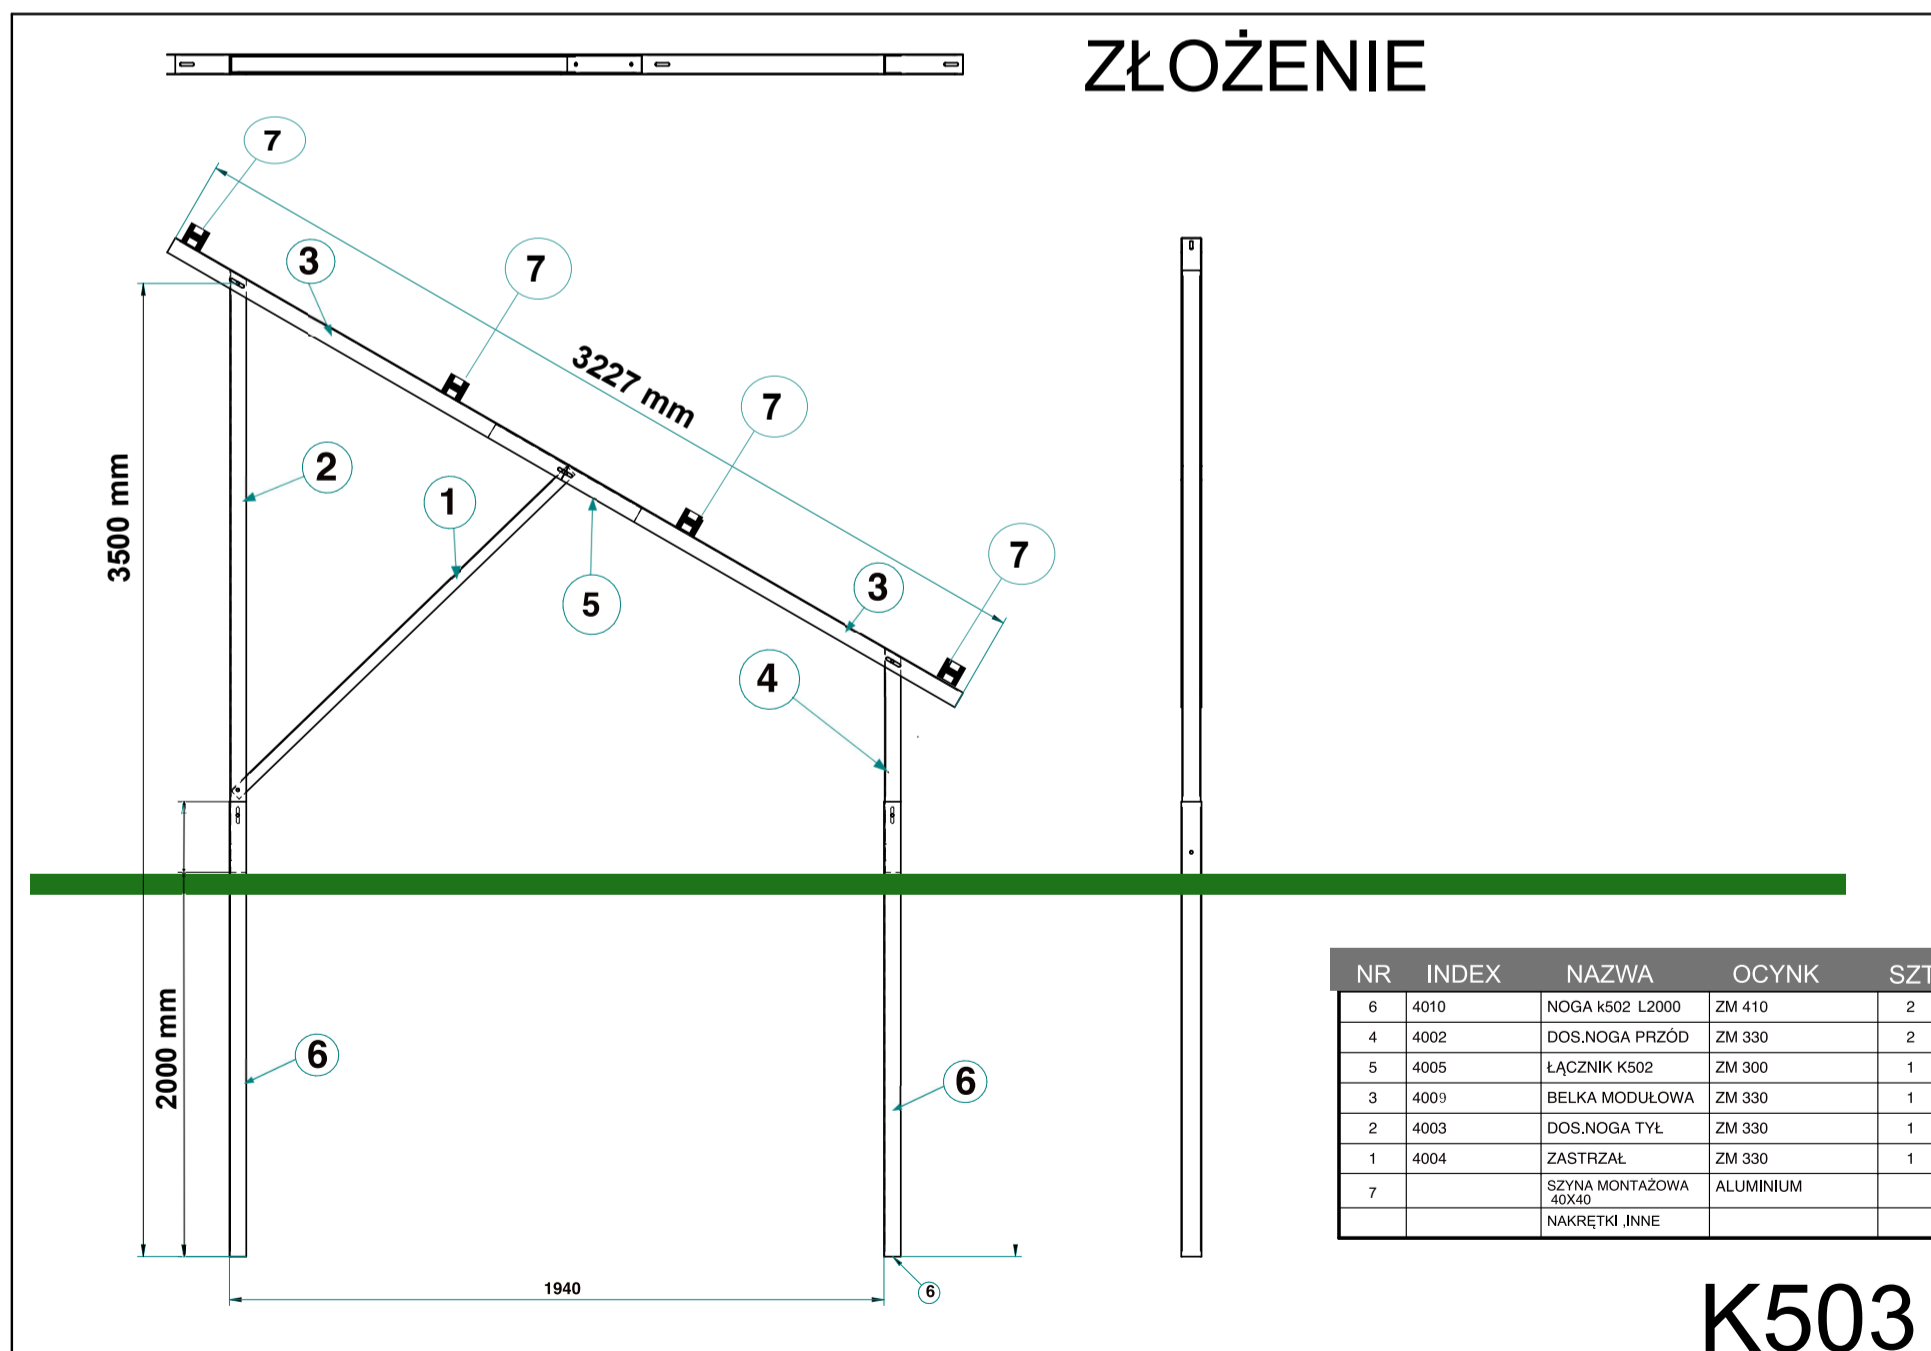 ZŁOŻENIE
7
3
7
3227 mm
7
2
1
3500 mm
7
5
3
4
NR INDEX NAZWA OCYNK SZT
6 4010 NOGA k502 L2000 ZM 410 2
4 4002 DOS.NOGA PRZÓD ZM 330 2
5 4005 ŁĄCZNIK K502 ZM 300 1
3 4009 BELKA MODUŁOWA ZM 330 1
2 4003 DOS.NOGA TYŁ ZM 330 1
1 4004 ZASTRZAŁ ZM 330 1
7 SZYNA MONTAŻOWA ALUMINIUM
40X40
NAKRĘTKI ,INNE
2000 mm
6
6
1940
6
K503